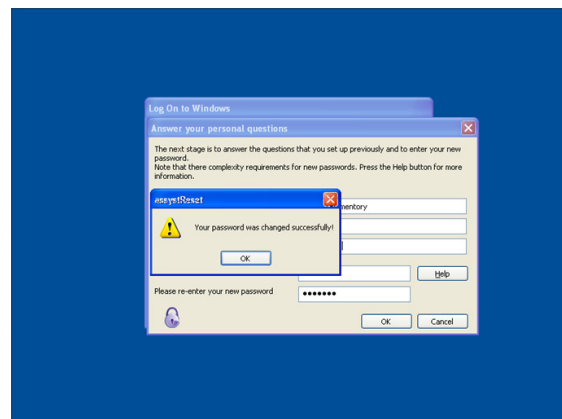 Log On to Windows
Answer your personal questions
The next stage is to answer the questions that you set up previously and to enter your new
password.
Note that there complexity requirements for new passwords. Press the Help button for more
information.
assystReset
mentory
Your password was changed successfully!
OK
Help
Please re-enter your new password
OK Cancel